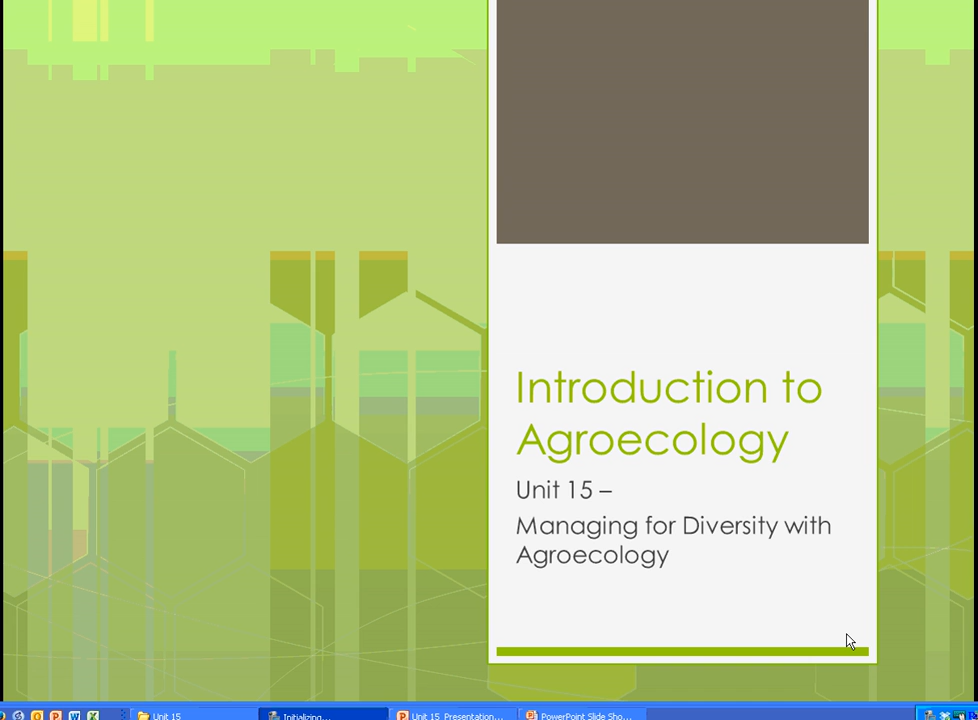 Introduction to
Agroecology
Unit 15 –
Managing for Diversity with
Agroecology
Unit 15
Initializing...
Unit 15 Presentation...
PowerPoint Slide Sho...